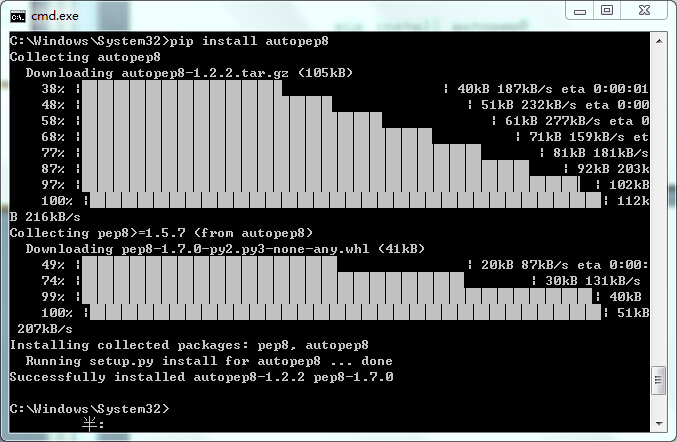 cmd.exe
C:\Windows\System32>pip install autopep8
Collecting autopep8
Downloading autopep8-1.2.2.tar.gz (105kB)
38% | | 40kB 187kB/s eta 0:00:01
48% | | 51kB 232kB/s eta 0:00
58% | | 61kB 277kB/s eta 0
68% | | 71kB 159kB/s et
77% | | 81kB 181kB/s
87% | | 92kB 203k
97% | | 102kB
100% | | 112k
B 216kB/s
Collecting pep8>=1.5.7 (from autopep8)
Downloading pep8-1.7.0-py2.py3-none-any.whl (41kB)
49% | | 20kB 87kB/s eta 0:00:
74% | | 30kB 131kB/s
99% | | 40kB
100% | | 51kB
207kB/s
Installing collected packages: pep8, autopep8
Running setup.py install for autopep8 ... done
Successfully installed autopep8-1.2.2 pep8-1.7.0
C:\Windows\System32>
半: